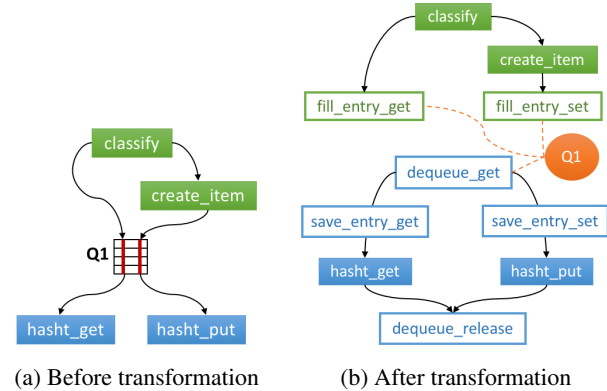 classify
create_item
Q1
hasht_get
hasht_put
(a) Before transformation
classify
create_item
fill_entry_get
fill_entry_set
Q1
dequeue_get
save_entry_get
save_entry_set
hasht_get
hasht_put
dequeue_release
(b) After transformation